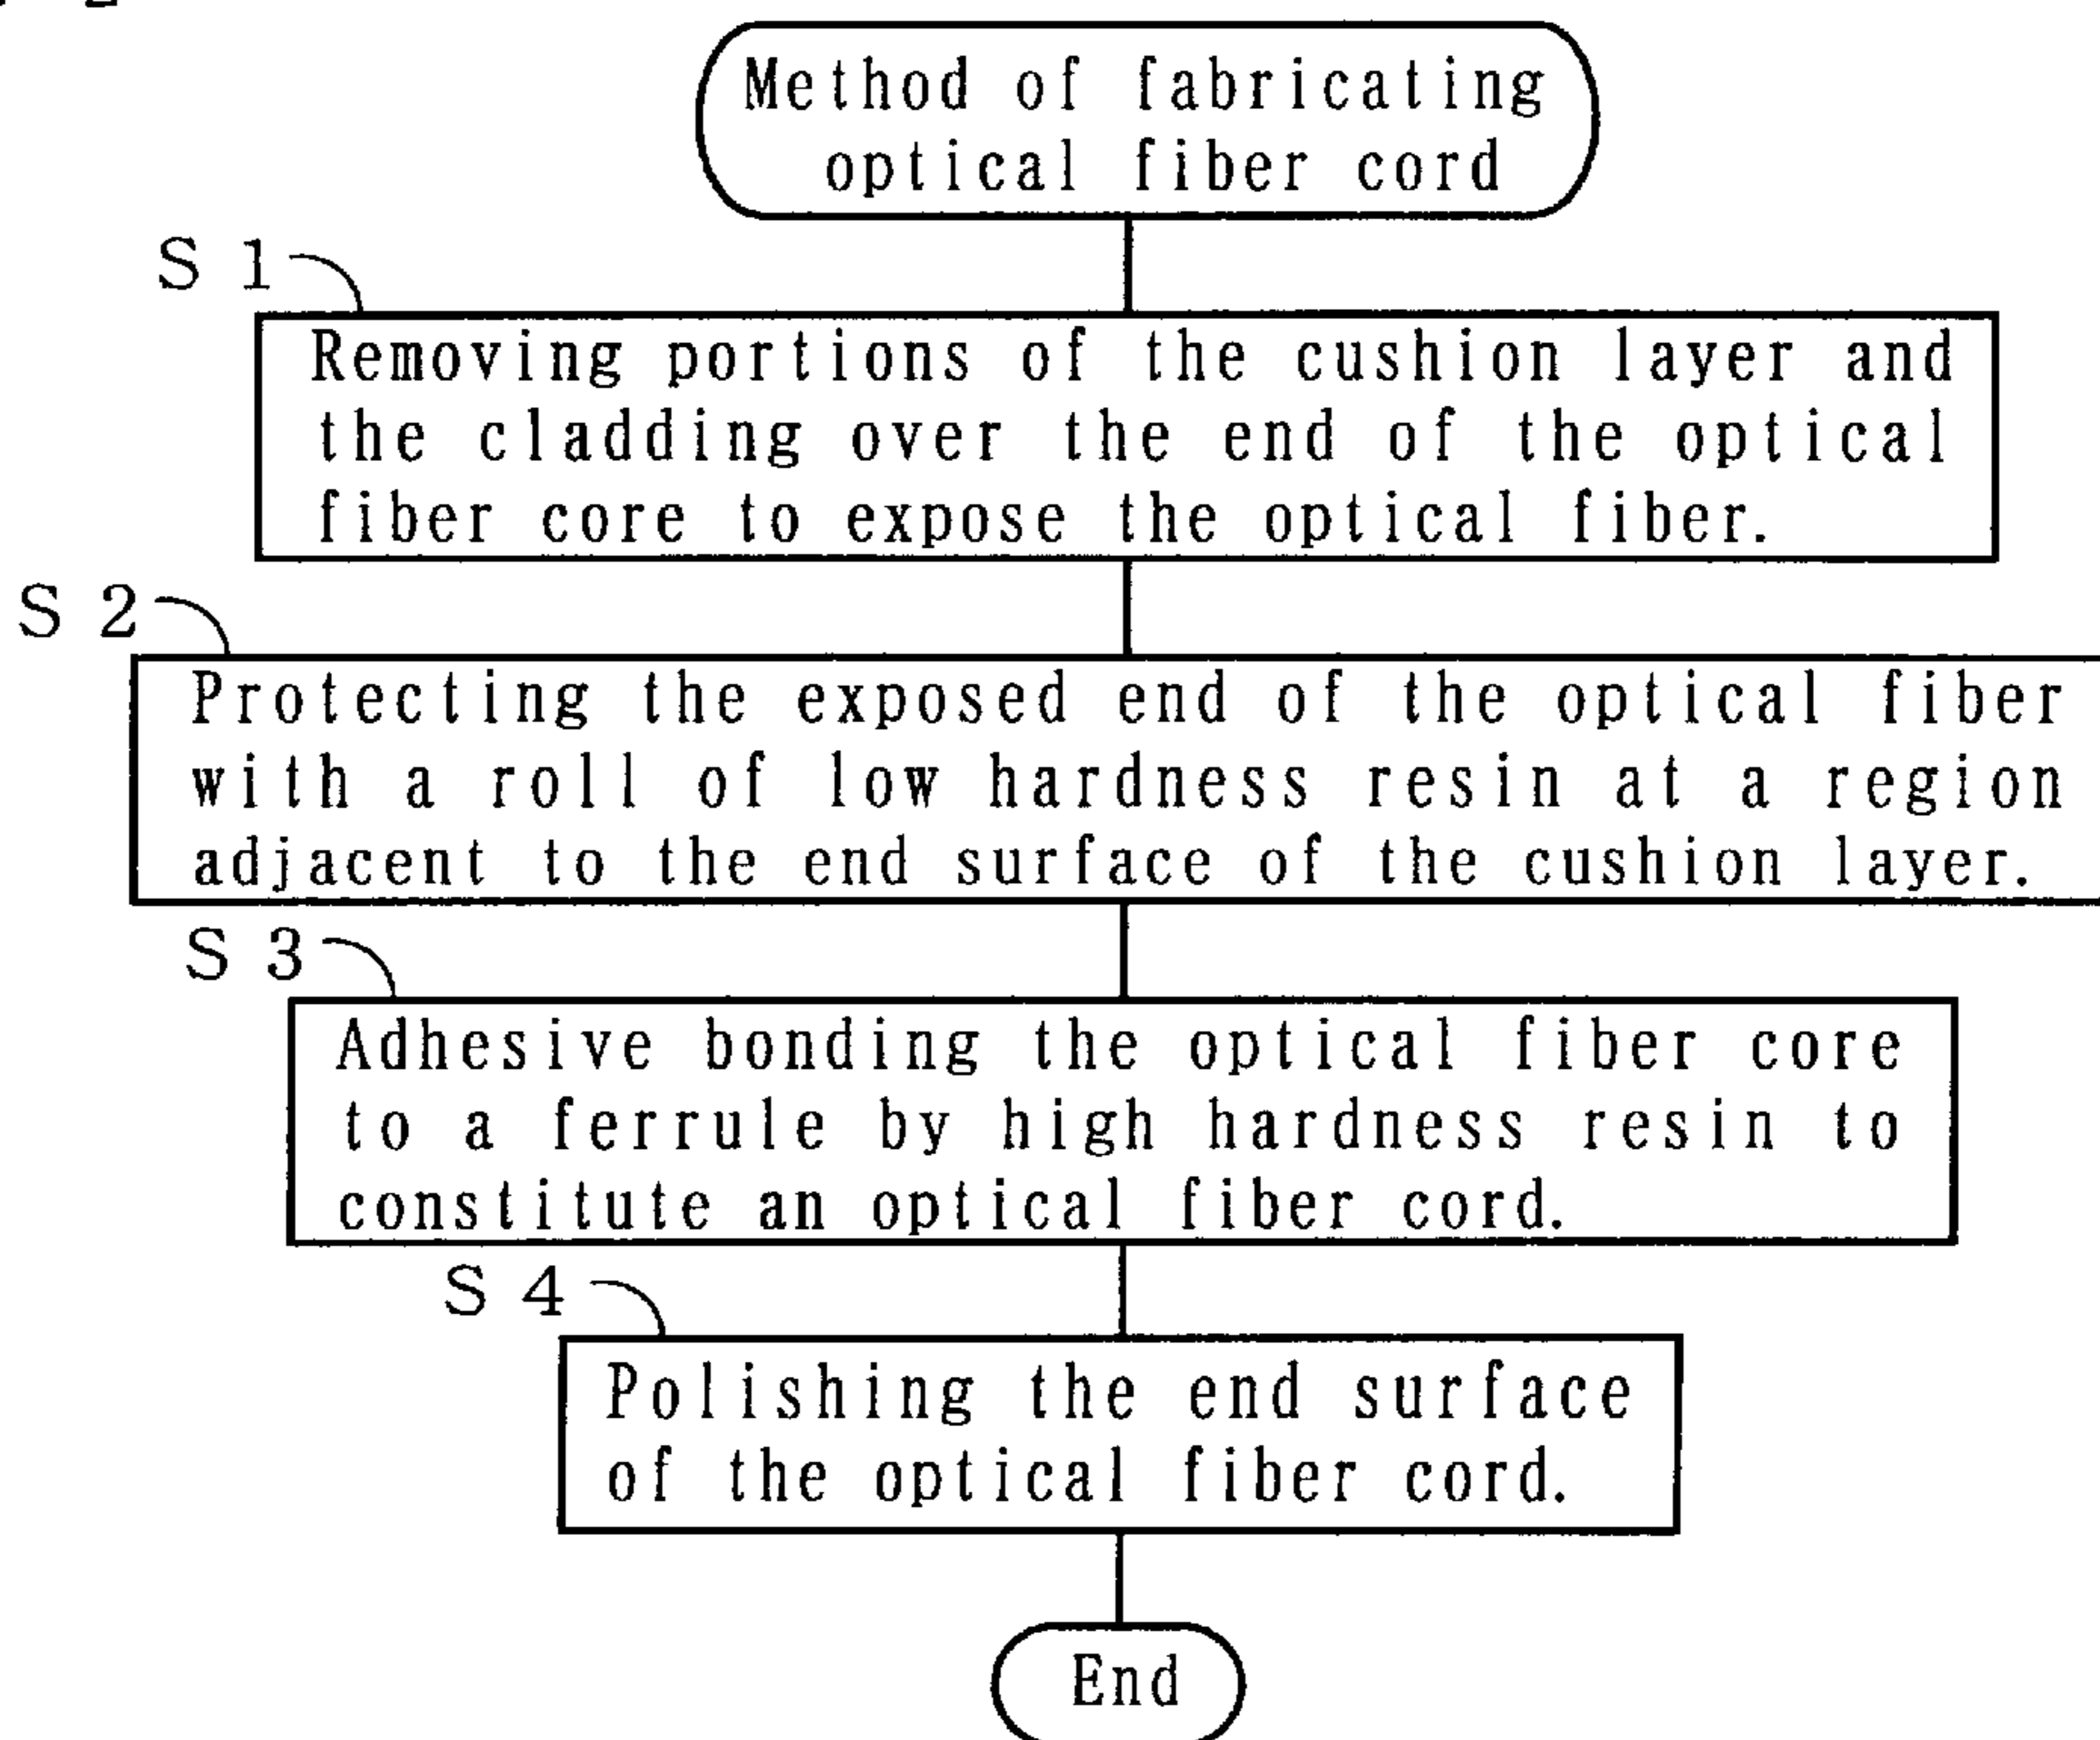 Method of fabricating
optical fiber cord
S 1
Removing portions of the cushion layer and
the cladding over the end of the optical
fiber core to expose the optical fiber.
S 2
Protecting the exposed end of the optical fiber
with a roll of low hardness resin at a region
adjacent to the end surface of the cushion layer.
S 3
Adhesive bonding the optical fiber core
to a ferrule by high hardness resin to
constitute an optical fiber cord.
S 4
Polishing the end surface
of the optical fiber cord.
End